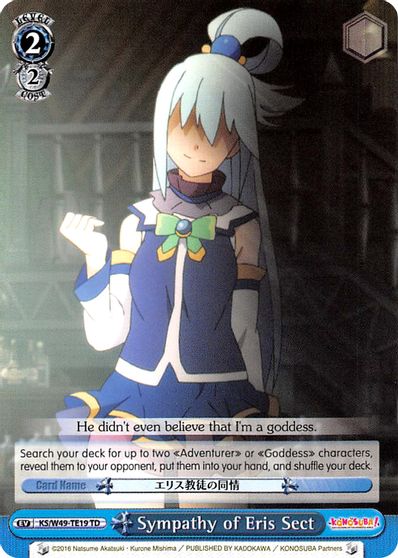 LEVEL
2
2
COST
He didn't even believe that I'm a goddess.
Search your deck for up to two «Adventurer» or «Goddess» characters,
reveal them to your opponent, put them into your hand, and shuffle your deck.
Card Name エリス教徒の同情
EV KS/W49-TE19 TD Sympathy of Eris Sect KONOSUBA!
©2016 Natsume Akatsuki・Kurone Mishima / PUBLISHED BY KADOKAWA / KONOSUBA Partners